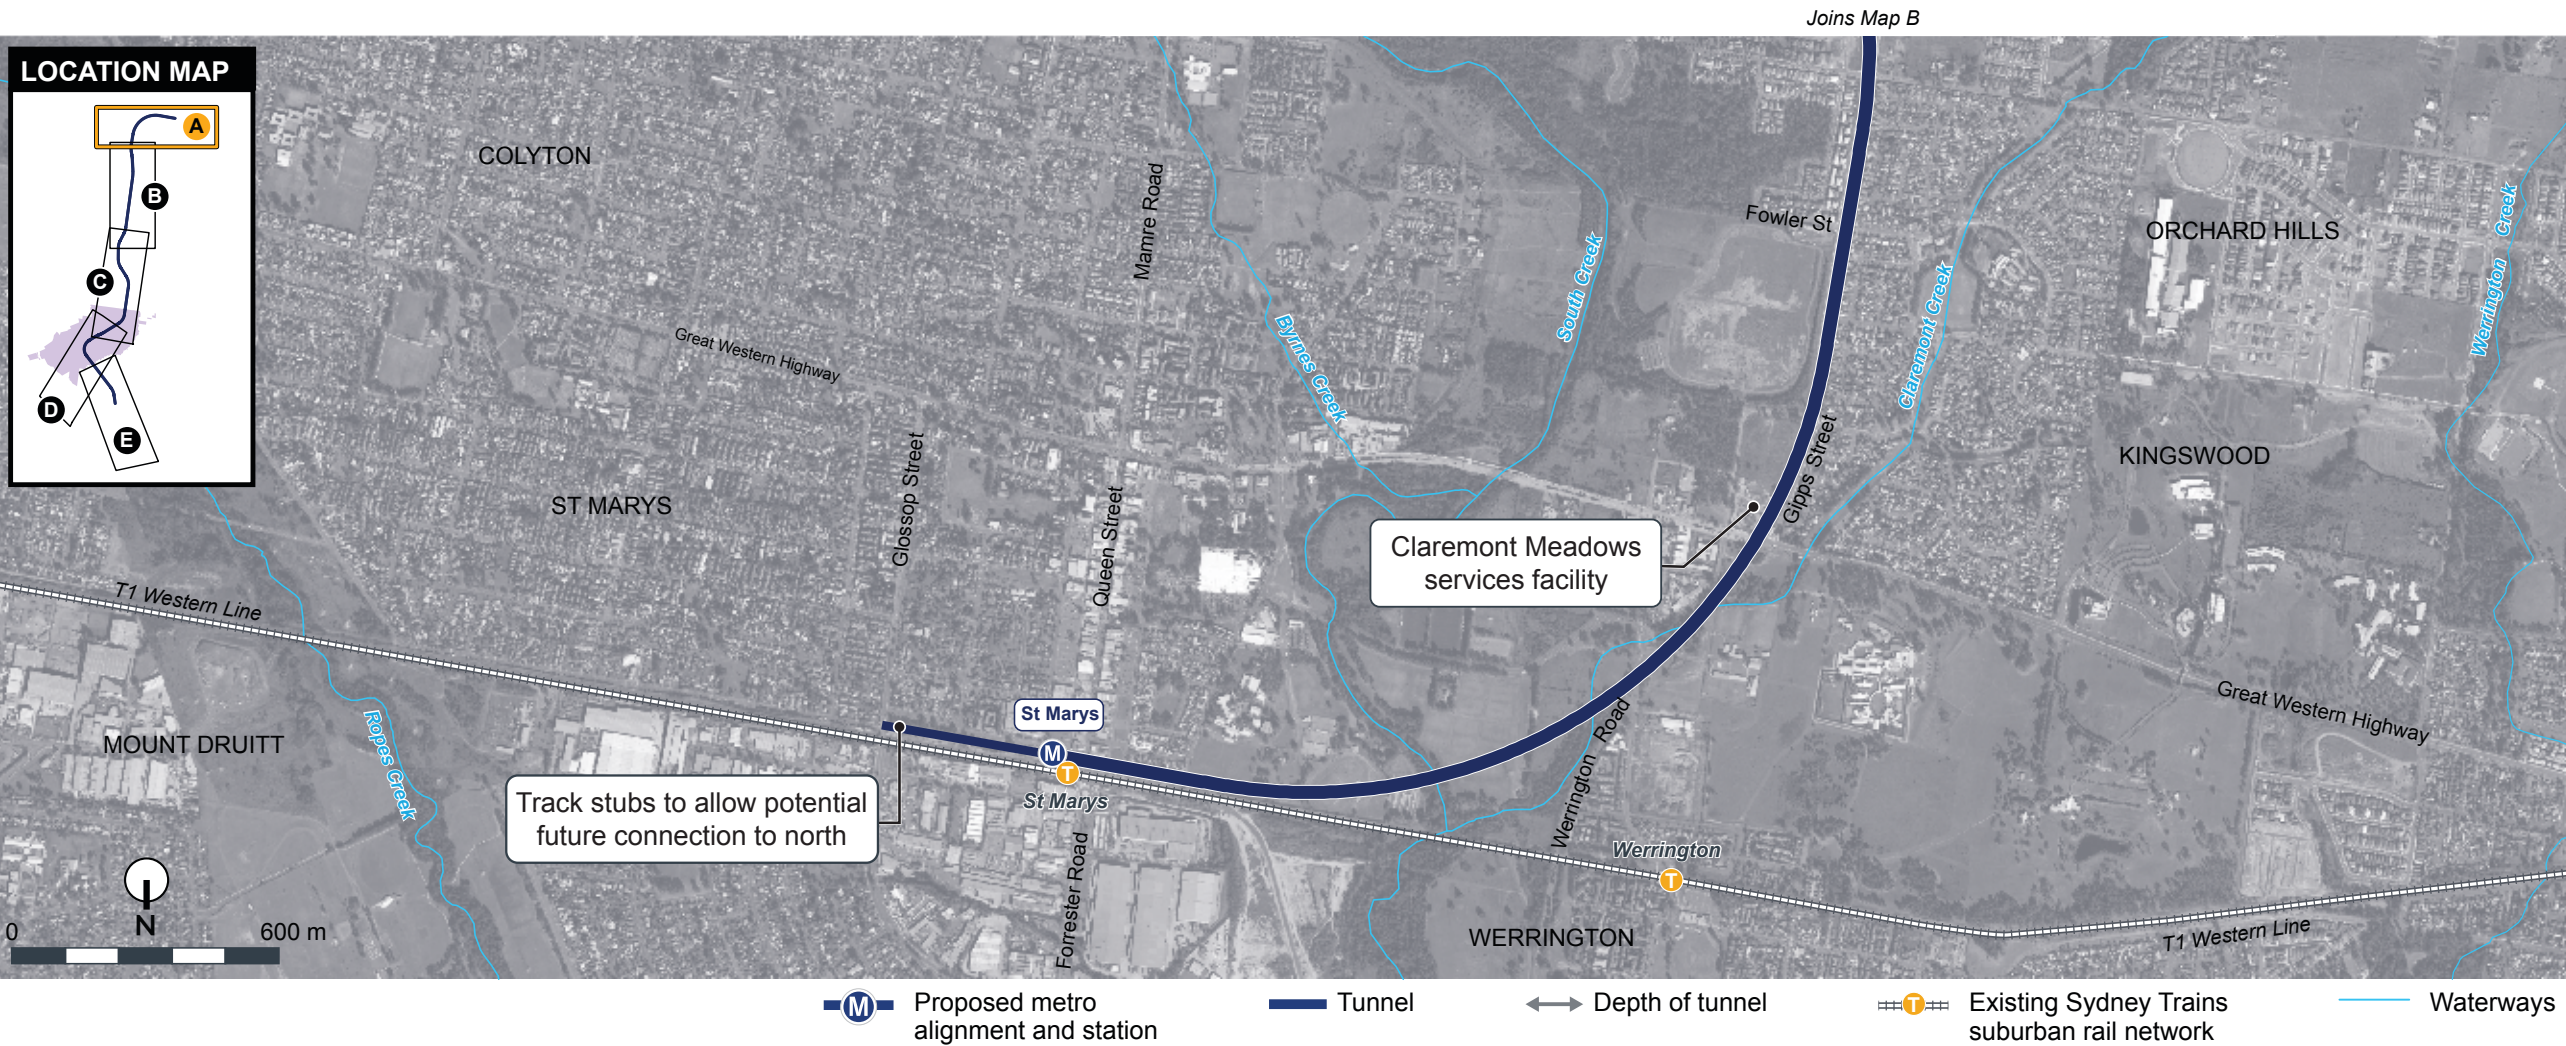 Joins Map B
LOCATION MAP
A
B
C
D
E
COLYTON
Mamre Road
Fowler St
ORCHARD HILLS
Werrington Creek
South Creek
Claremont Creek
Byrnes Creek
Great Western Highway
Gipps Street
KINGSWOOD
ST MARYS
Glossop Street
Queen Street
Claremont Meadows
services facility
T1 Western Line
Great Western Highway
MOUNT DRUITT
Ropes Creek
St Marys
M
T
St Marys
Track stubs to allow potential
future connection to north
Werrington Road
Werrington
T
Forrester Road
WERRINGTON
T1 Western Line
N
0 600 m
M
Proposed metro
alignment and station
Tunnel
Depth of tunnel
T
Existing Sydney Trains
suburban rail network
Waterways